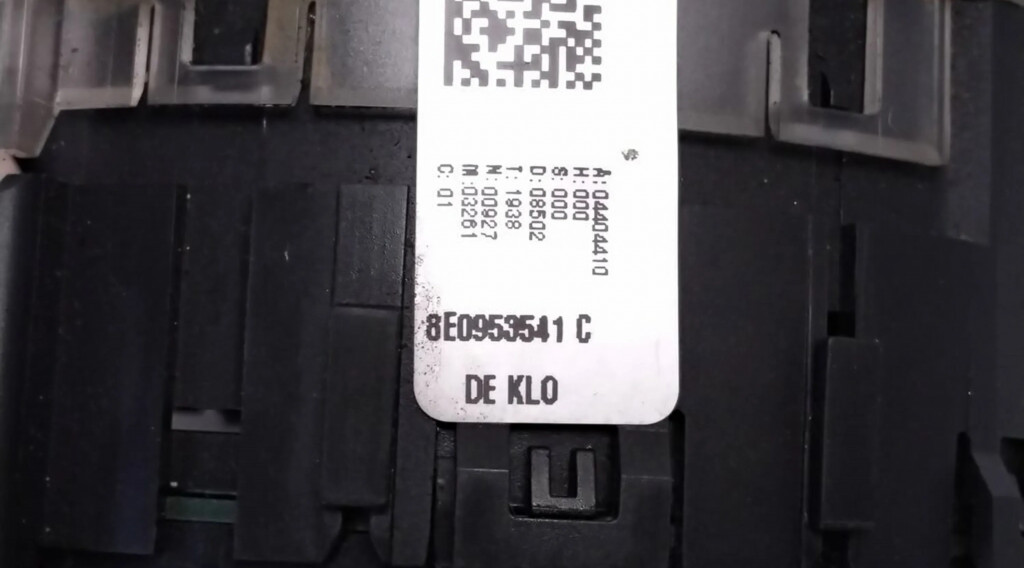 A:04404410
H:000
S:000
D:08502
T:1938
N:00927
M:03261
C:01
8E0953541 C
DE KLO